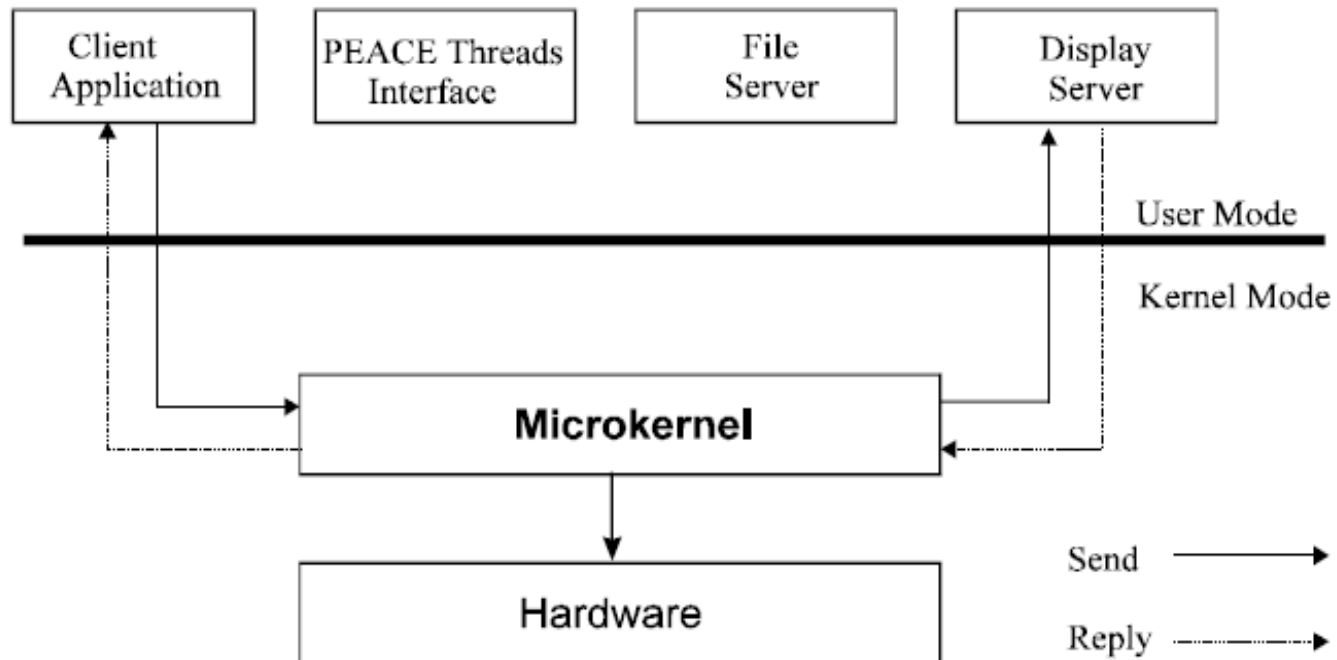 Client
Application
PEACE Threads
Interface
File
Server
Display
Server
User Mode
Kernel Mode
Microkernel
Hardware
Send
Reply